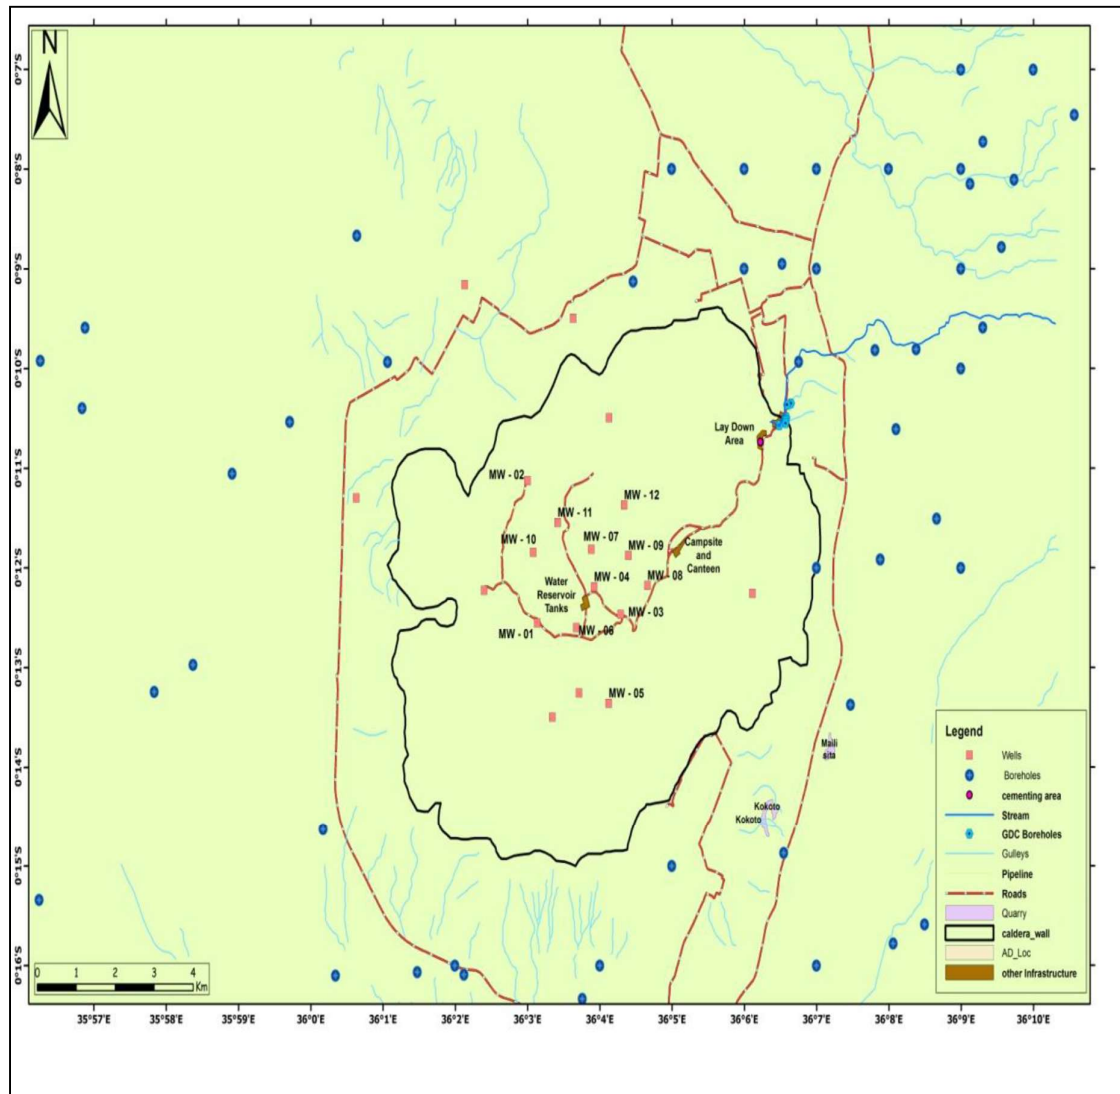 N
0°7'S
0°8'S
0°9'S
0°10'S
0°11'S
0°12'S
0°13'S
0°14'S
0°15'S
0°16'S
Lay Down
Area
MW - 02
MW - 12
MW - 11
MW - 07
MW - 10
MW - 09
Campsite
and
Canteen
MW - 04
MW - 08
Water
Reservoir
Tanks
MW - 03
MW - 01
MW - 06
MW - 05
Maili
sita
Kokoto
Kokoto
Legend
Wells
Boreholes
cementing area
Stream
GDC Boreholes
Gulleys
Pipeline
Roads
Quarry
caldera_wall
AD_Loc
other Infrastructure
0 1 2 3 4
Km
35°57'E 35°58'E 35°59'E 36°0'E 36°1'E 36°2'E 36°3'E 36°4'E 36°5'E 36°6'E 36°7'E 36°8'E 36°9'E 36°10'E